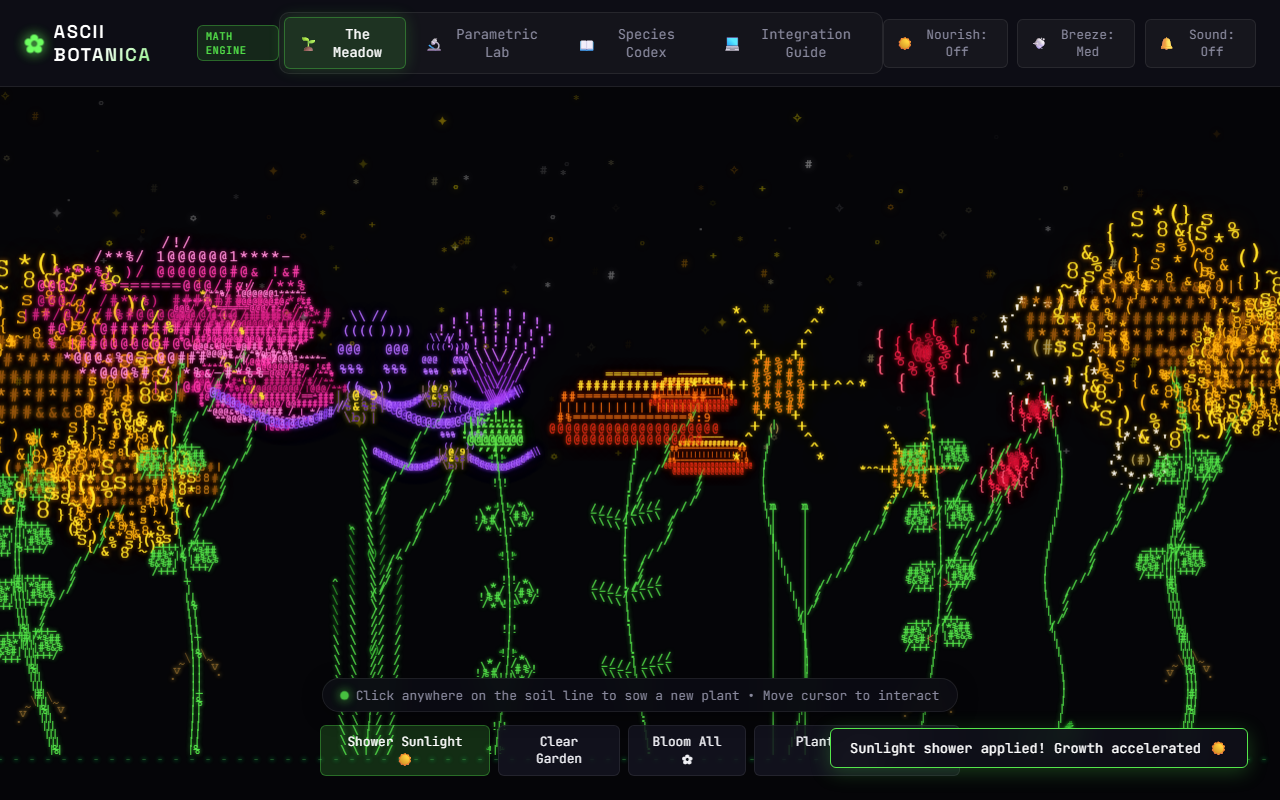 ASCII
BOTANICA
MATH
ENGINE
The
Meadow
Parametric
Lab
Species
Codex
Integration
Guide
Nourish:
Off
Breeze:
Med
Sound:
Off
Click anywhere on the soil line to sow a new plant • Move cursor to interact
Shower Sunlight
Clear
Garden
Bloom All
Plant
Sunlight shower applied! Growth accelerated